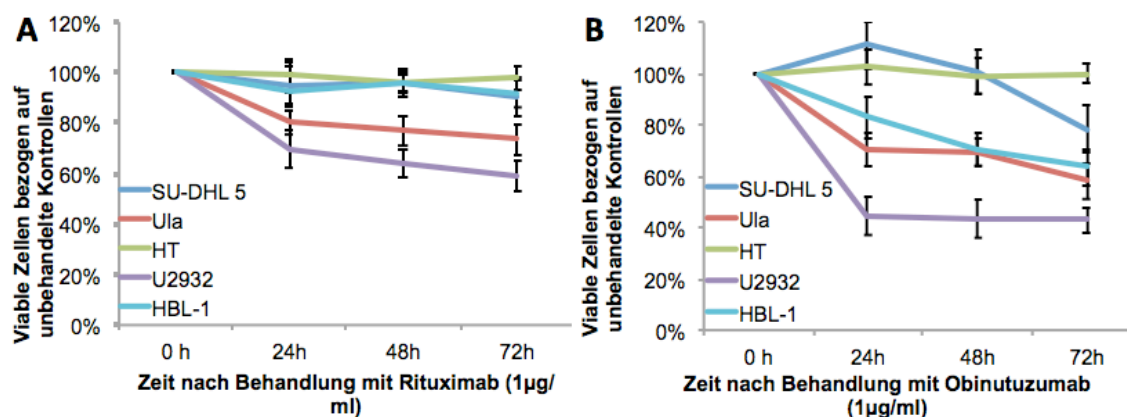 A
120%
100%
80%
60%
40%
20%
0%
Viable Zellen bezogen auf
unbehandelte Kontrollen
SU-DHL 5
Ula
HT
U2932
HBL-1
0 h
24h
48h
72h
Zeit nach Behandlung mit Rituximab (1µg/
ml)
B
120%
100%
80%
60%
40%
20%
0%
Viable Zellen bezogen auf
unbehandelte Kontrollen
SU-DHL 5
Ula
HT
U2932
HBL-1
0 h
24h
48h
72h
Zeit nach Behandlung mit Obinutuzumab
(1µg/ml)